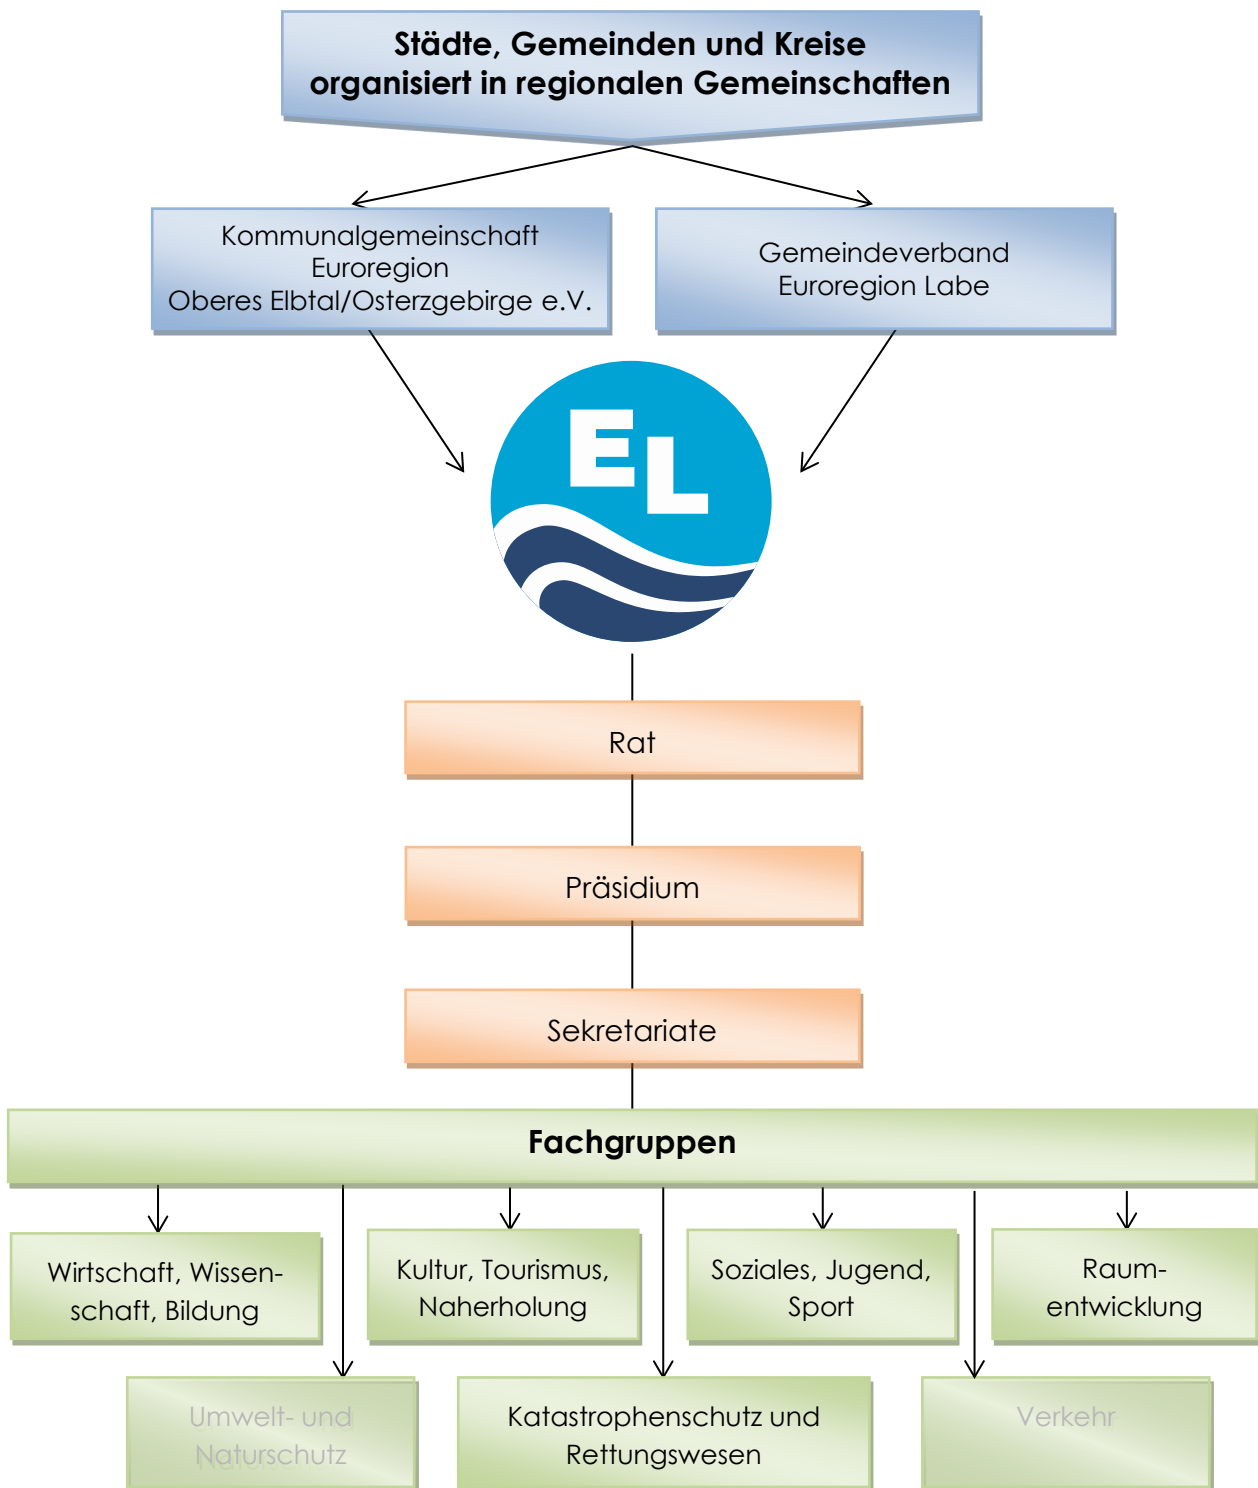 Städte, Gemeinden und Kreise
organisiert in regionalen Gemeinschaften
Kommunalgemeinschaft
Euroregion
Oberes Elbtal/Osterzgebirge e.V.
Gemeindeverband
Euroregion Labe
EL
Rat
Präsidium
Sekretariate
Fachgruppen
Wirtschaft, Wissen-
schaft, Bildung
Kultur, Tourismus,
Naherholung
Soziales, Jugend,
Sport
Raum-
entwicklung
Umwelt- und
Naturschutz
Katastrophenschutz und
Rettungswesen
Verkehr